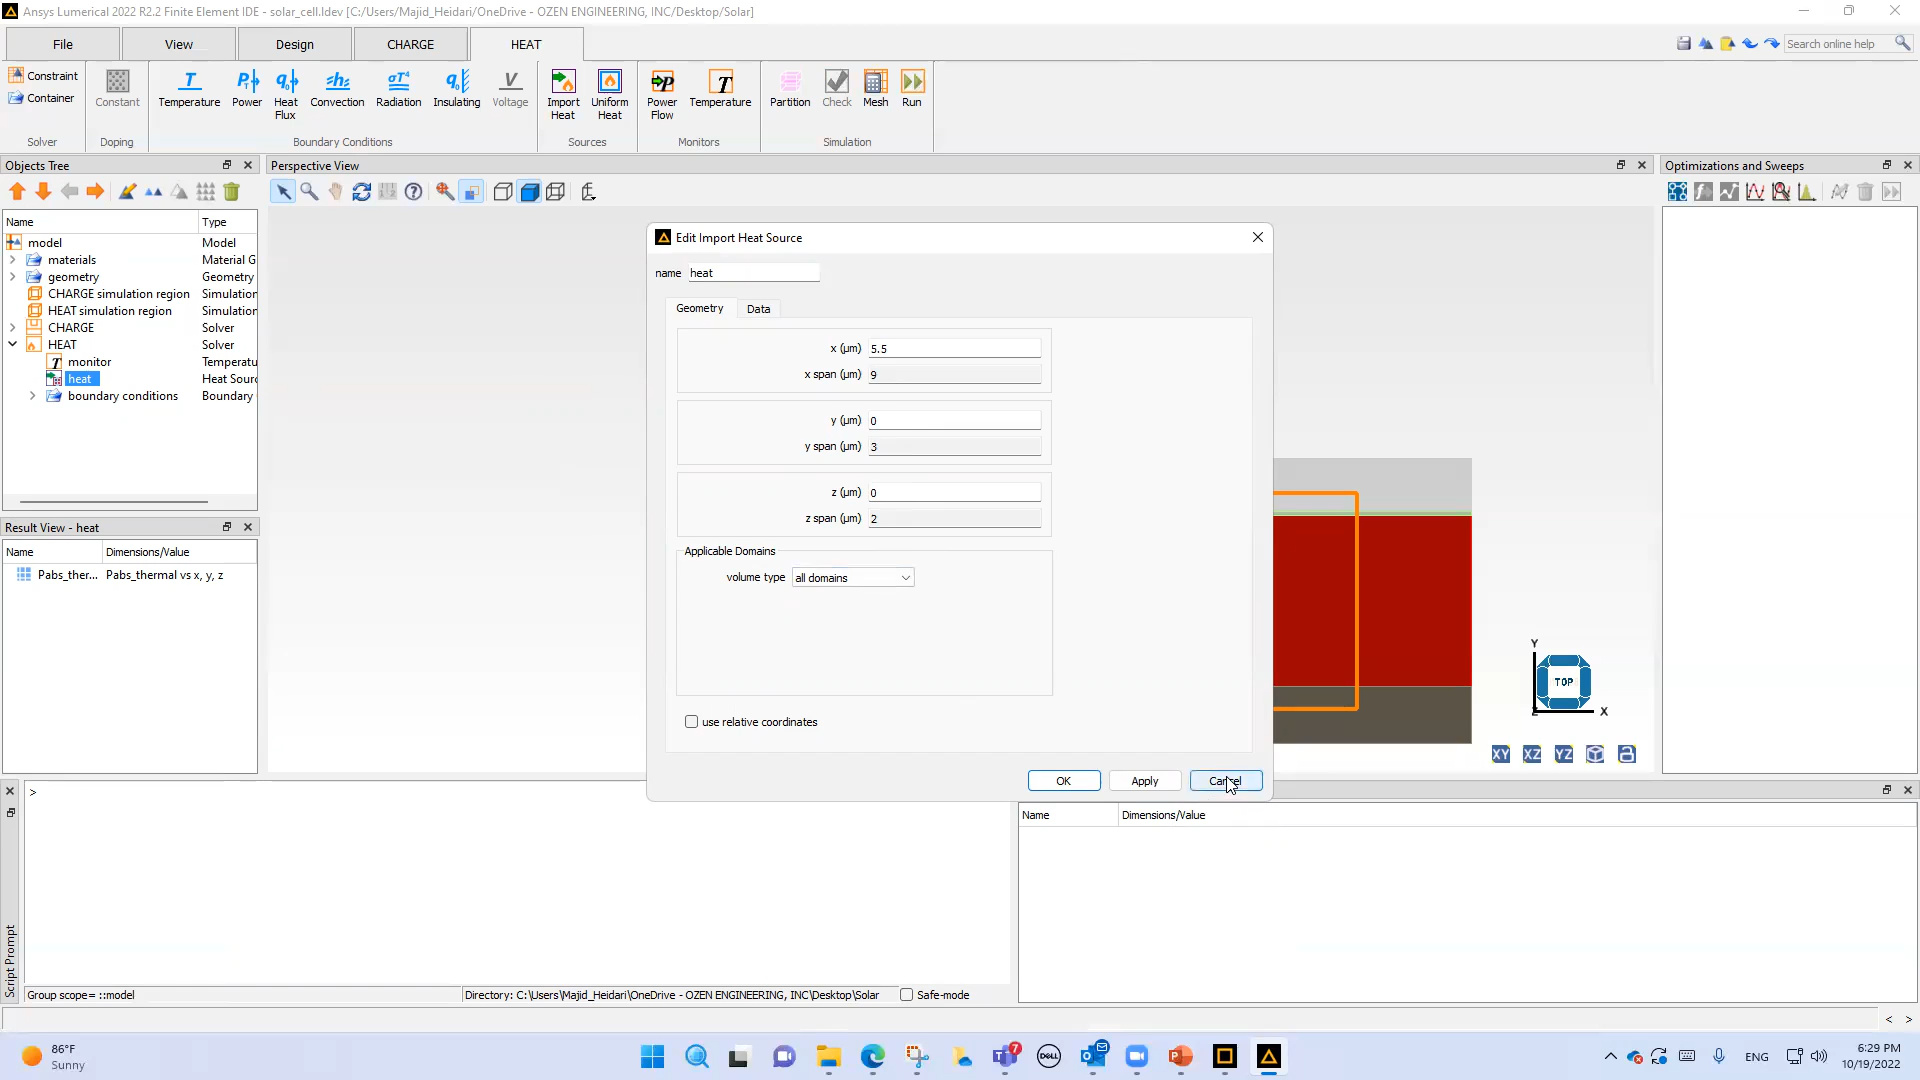 Ansys Lumerical 2022 R2.2 Finite Element IDE - solar_cell.ldev [C:/Users/Majid_Heidari/OneDrive - OZEN ENGINEERING, INC/Desktop/Solar]
File View Design CHARGE HEAT Search online help
Constraint
Container
Solver
Constant
Doping
Temperature Power Heat Flux Convection Radiation Insulating Voltage
Boundary Conditions
Import Heat Uniform Heat
Sources
Power Flow Temperature
Monitors
Partition Check Mesh Run
Simulation
Objects Tree
Name Type
model Model
materials Material G
geometry Geometry
CHARGE simulation region Simulation
HEAT simulation region Simulation
CHARGE Solver
HEAT Solver
monitor Temperatu
heat Heat Sour
boundary conditions Boundary
Result View - heat
Name Dimensions/Value
Pabs_ther... Pabs_thermal vs x, y, z
Perspective View
Edit Import Heat Source
name heat
Geometry Data
x (µm) 5.5
x span (µm) 9
y (µm) 0
y span (µm) 3
z (µm) 0
z span (µm) 2
Applicable Domains
volume type all domains
use relative coordinates
OK Apply Cancel
Y
TOP
Z X
XY XZ YZ
Optimizations and Sweeps
Script Prompt
>
Group scope= ::model
Directory: C:\Users\Majid_Heidari\OneDrive - OZEN ENGINEERING, INC\Desktop\Solar
Safe-mode
Name Dimensions/Value
< >
86°F
Sunny
7
DELL
ENG
6:29 PM
10/19/2022